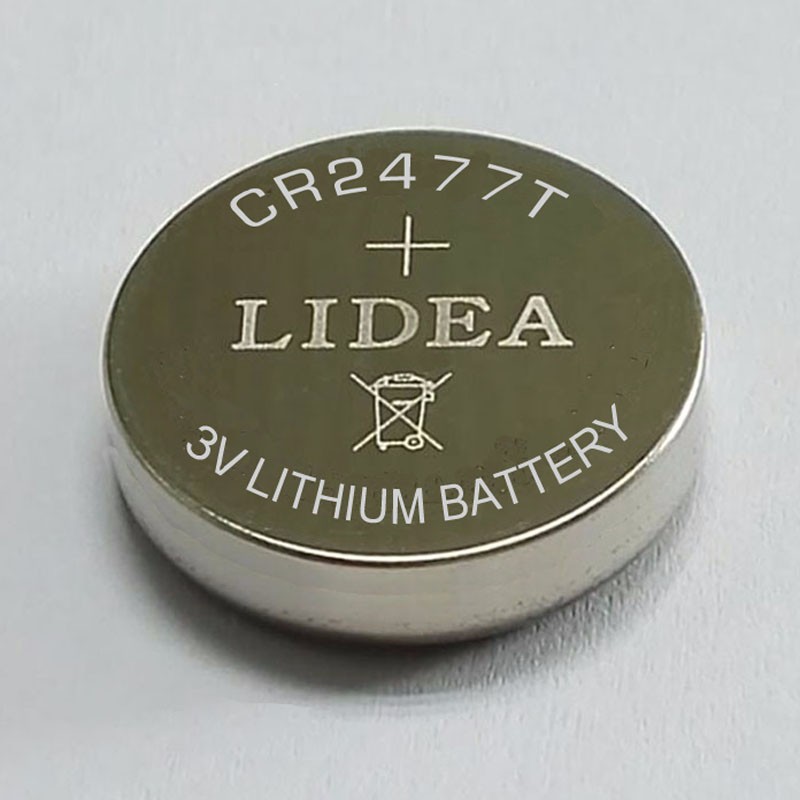 CR2477T
+
LIDEA
3V LITHIUM BATTERY